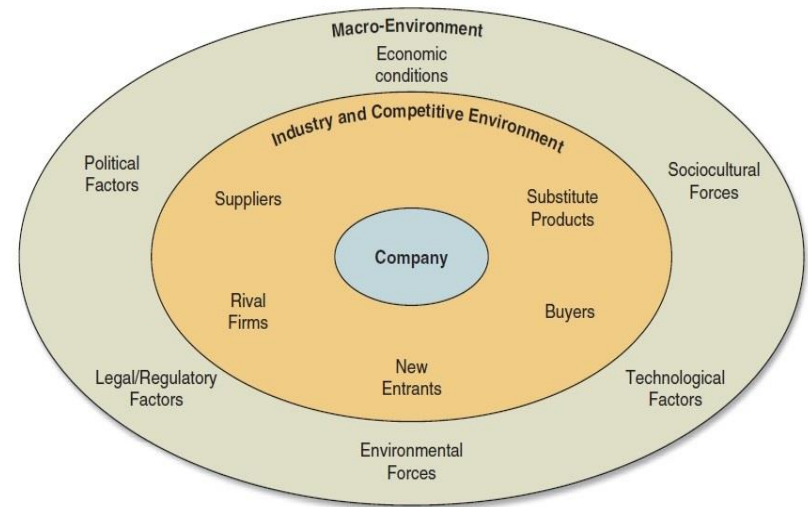 Macro-Environment
Economic
conditions
Industry and Competitive Environment
Political
Factors
Sociocultural
Forces
Suppliers
Substitute
Products
Company
Rival
Firms
Buyers
New
Entrants
Legal/Regulatory
Factors
Technological
Factors
Environmental
Forces